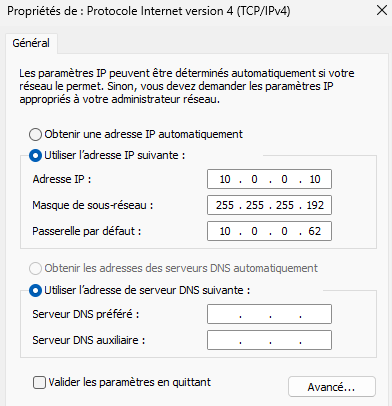 Propriétés de : Protocole Internet version 4 (TCP/IPv4)
Général
Les paramètres IP peuvent être déterminés automatiquement si votre
réseau le permet. Sinon, vous devez demander les paramètres IP
appropriés à votre administrateur réseau.
Obtenir une adresse IP automatiquement
Utiliser l'adresse IP suivante :
Adresse IP : 10 . 0 . 0 . 10
Masque de sous-réseau : 255 . 255 . 255 . 192
Passerelle par défaut : 10 . 0 . 0 . 62
Obtenir les adresses des serveurs DNS automatiquement
Utiliser l'adresse de serveur DNS suivante :
Serveur DNS préféré : . . .
Serveur DNS auxiliaire : . . .
Valider les paramètres en quittant
Avancé...